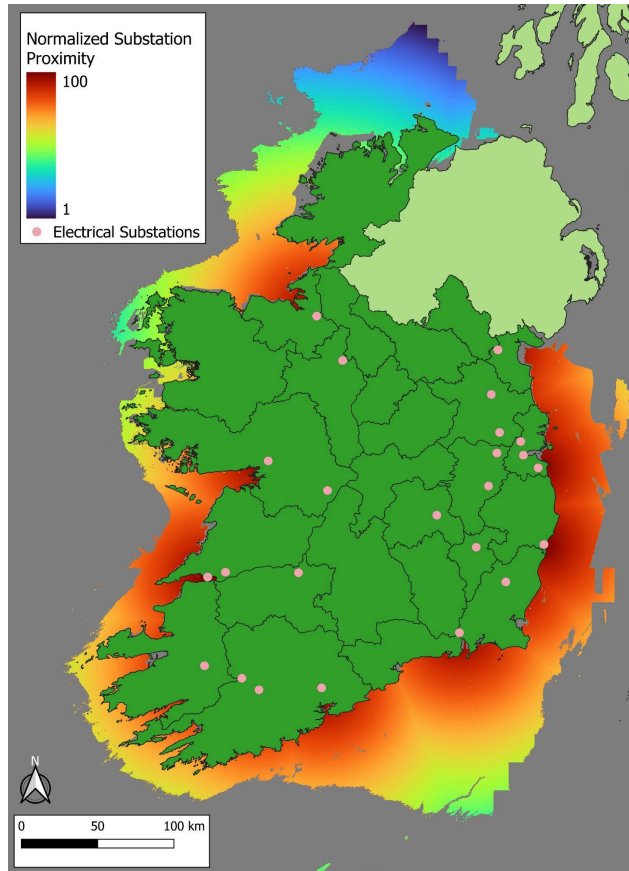 Normalized Substation
Proximity
100
1
Electrical Substations
N
0 50 100 km